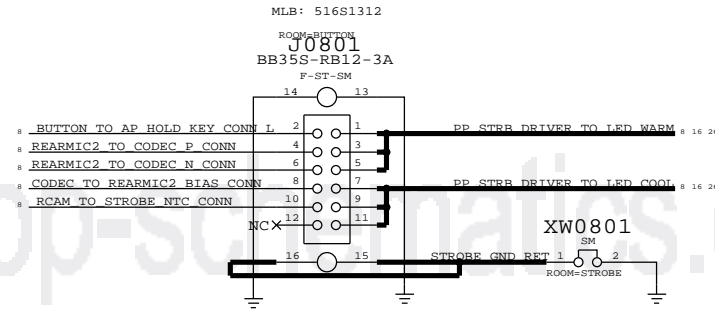 MLB: 516S1312
ROOM=BUTTON
J0801
BB35S-RB12-3A
F-ST-SM
14 13
8 BUTTON_TO_AP_HOLD_KEY_CONN_L 2 1 PP_STRB_DRIVER_TO_LED_WARM 8 16 26
8 REARMIC2_TO_CODEC_P_CONN 4 3
8 REARMIC2_TO_CODEC_N_CONN 6 5
8 CODEC_TO_REARMIC2_BIAS_CONN 8 7 PP_STRB_DRIVER_TO_LED_COOL 8 16 26
8 RCAM_TO_STROBE_NTC_CONN 10 9
NC 12 11
XW0801
SM
16 15 STROBE_GND_RET 1 2
ROOM=STROBE